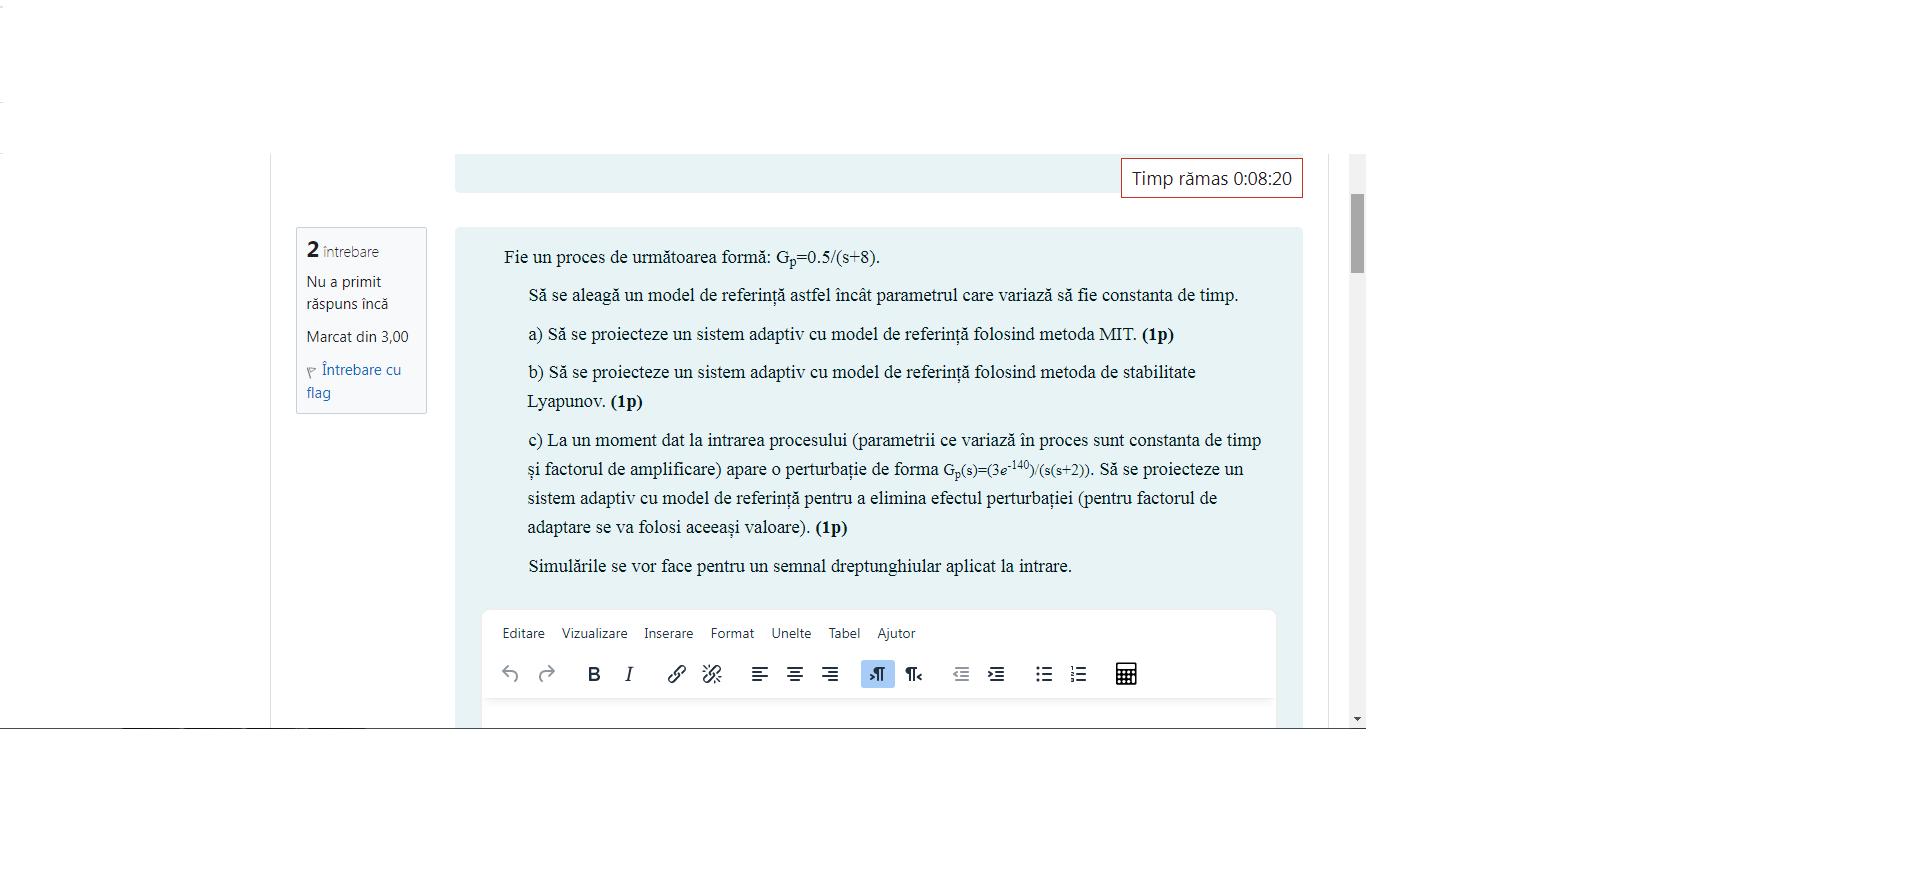 Timp rămas 0:08:20
2 întrebare
Nu a primit
răspuns încă
Marcat din 3,00
Întrebare cu
flag
Fie un proces de următoarea formă: Gp=0.5/(s+8).
Să se aleagă un model de referință astfel încât parametrul care variază să fie constanta de timp.
a) Să se proiecteze un sistem adaptiv cu model de referință folosind metoda MIT. (1p)
b) Să se proiecteze un sistem adaptiv cu model de referință folosind metoda de stabilitate
Lyapunov. (1p)
c) La un moment dat la intrarea procesului (parametrii ce variază în proces sunt constanta de timp
și factorul de amplificare) apare o perturbație de forma Gp(s)=(3e-140)/(s(s+2)). Să se proiecteze un
sistem adaptiv cu model de referință pentru a elimina efectul perturbației (pentru factorul de
adaptare se va folosi aceeași valoare). (1p)
Simulările se vor face pentru un semnal dreptunghiular aplicat la intrare.
Editare Vizualizare Inserare Format Unelte Tabel Ajutor
B I